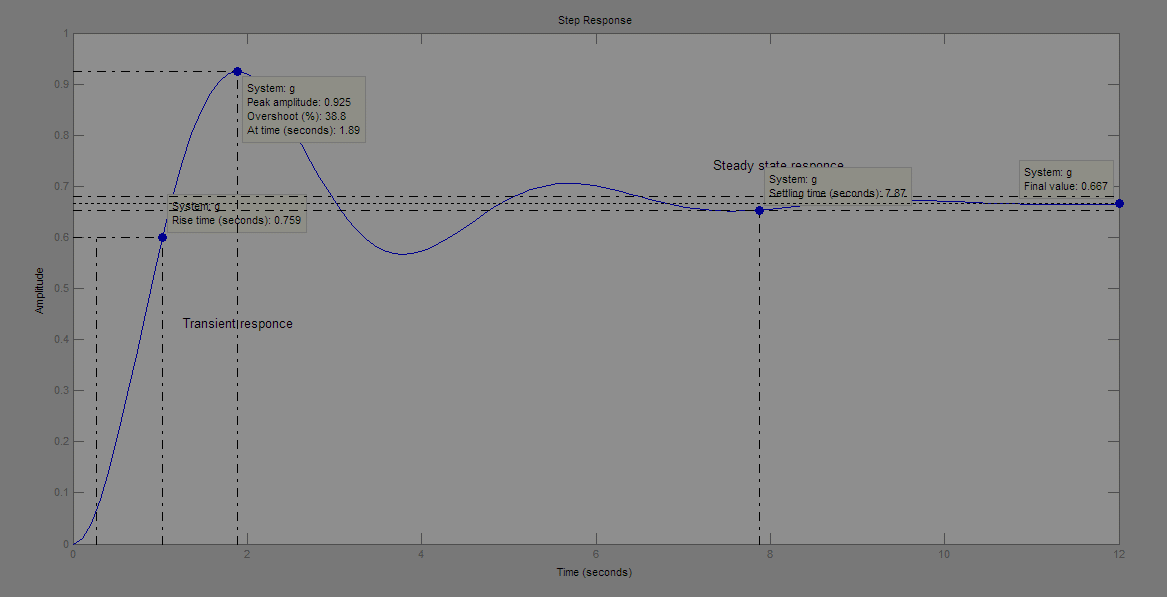 Step Response
1
0.9
0.8
0.7
0.6
0.5
0.4
0.3
0.2
0.1
0
Amplitude
System: g
Peak amplitude: 0.925
Overshoot (%): 38.8
At time (seconds): 1.89
Steady state responce
System: g
Settling time (seconds): 7.87
System: g
Final value: 0.667
System: g
Rise time (seconds): 0.759
Transient responce
0
2
4
6
8
10
12
Time (seconds)